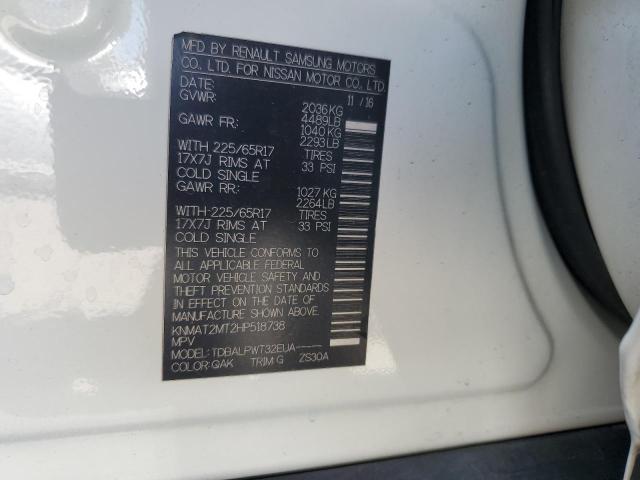 MFD BY RENAULT SAMSUNG MOTORS
CO., LTD. FOR NISSAN MOTOR CO., LTD.
DATE: 11 / 16
GVWR: 2036 KG
4489LB
GAWR FR: 1040 KG
2293 LB
WITH 225/65R17 TIRES
17X7J RIMS AT 33 PSI
COLD SINGLE
GAWR RR: 1027 KG
2264LB
WITH-225/65R17 TIRES
17X7J RIMS AT 33 PSI
COLD SINGLE
THIS VEHICLE CONFORMS TO
ALL APPLICABLE FEDERAL
MOTOR VEHICLE SAFETY AND
THEFT PREVENTION STANDARDS
IN EFFECT ON THE DATE OF
MANUFACTURE SHOWN ABOVE.
KNMAT2MT2HP518738
MPV
MODEL: TDBALPWT32EUA-----
COLOR: QAK TRIM: G ZS30A